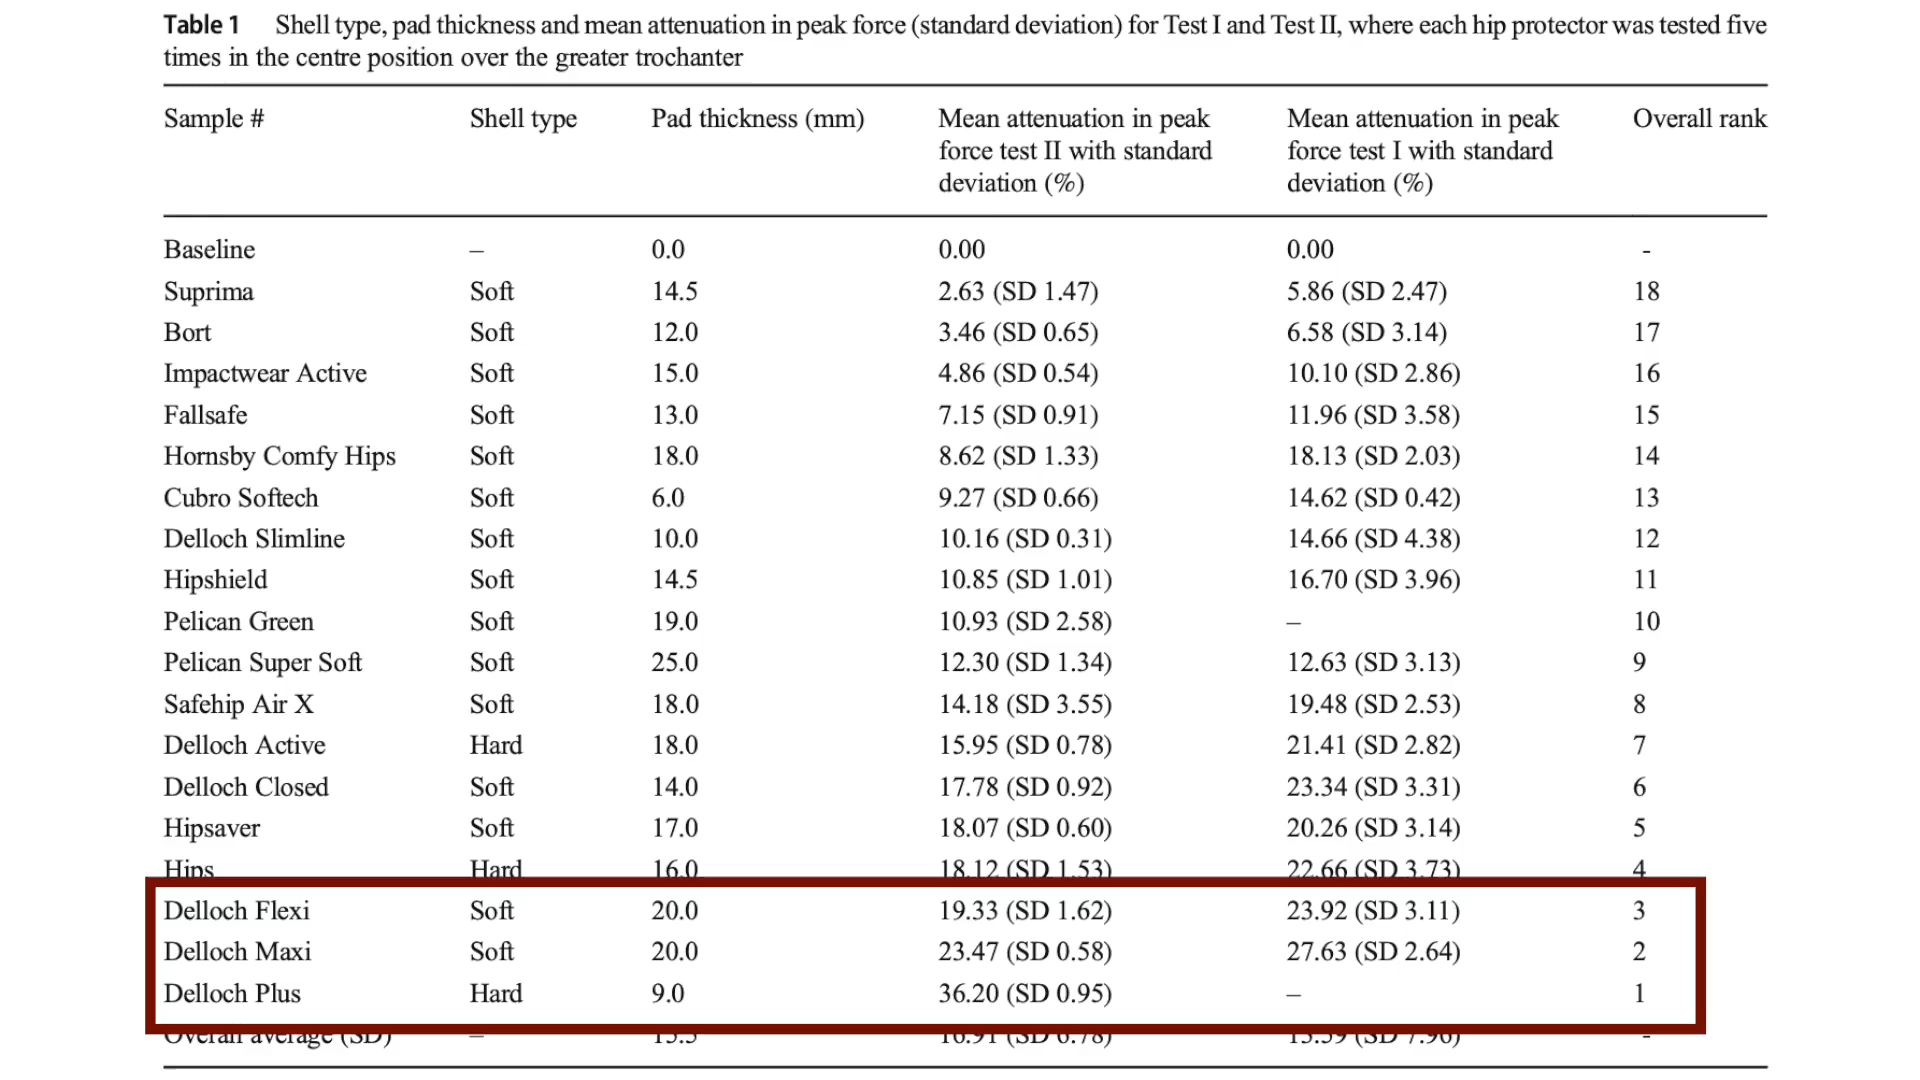 Table 1 Shell type, pad thickness and mean attenuation in peak force (standard deviation) for Test I and Test II, where each hip protector was tested five
times in the centre position over the greater trochanter
Sample # Shell type Pad thickness (mm) Mean attenuation in peak Mean attenuation in peak Overall rank
force test II with standard force test I with standard
deviation (%) deviation (%)
Baseline – 0.0 0.00 0.00 -
Suprima Soft 14.5 2.63 (SD 1.47) 5.86 (SD 2.47) 18
Bort Soft 12.0 3.46 (SD 0.65) 6.58 (SD 3.14) 17
Impactwear Active Soft 15.0 4.86 (SD 0.54) 10.10 (SD 2.86) 16
Fallsafe Soft 13.0 7.15 (SD 0.91) 11.96 (SD 3.58) 15
Hornsby Comfy Hips Soft 18.0 8.62 (SD 1.33) 18.13 (SD 2.03) 14
Cubro Softech Soft 6.0 9.27 (SD 0.66) 14.62 (SD 0.42) 13
Delloch Slimline Soft 10.0 10.16 (SD 0.31) 14.66 (SD 4.38) 12
Hipshield Soft 14.5 10.85 (SD 1.01) 16.70 (SD 3.96) 11
Pelican Green Soft 19.0 10.93 (SD 2.58) – 10
Pelican Super Soft Soft 25.0 12.30 (SD 1.34) 12.63 (SD 3.13) 9
Safehip Air X Soft 18.0 14.18 (SD 3.55) 19.48 (SD 2.53) 8
Delloch Active Hard 18.0 15.95 (SD 0.78) 21.41 (SD 2.82) 7
Delloch Closed Soft 14.0 17.78 (SD 0.92) 23.34 (SD 3.31) 6
Hipsaver Soft 17.0 18.07 (SD 0.60) 20.26 (SD 3.14) 5
Hips Hard 16.0 18.12 (SD 1.53) 22.66 (SD 3.73) 4
Delloch Flexi Soft 20.0 19.33 (SD 1.62) 23.92 (SD 3.11) 3
Delloch Maxi Soft 20.0 23.47 (SD 0.58) 27.63 (SD 2.64) 2
Delloch Plus Hard 9.0 36.20 (SD 0.95) – 1
Overall average (SD) – -